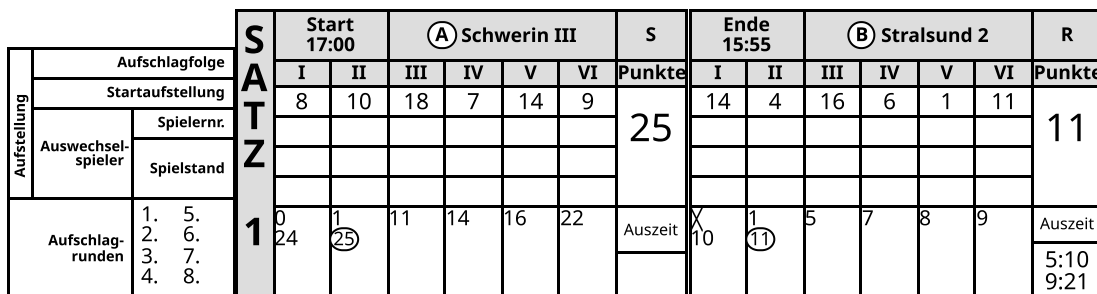 SATZ 1
Start 17:00
A Schwerin III
S
Ende 15:55
B Stralsund 2
R
Aufschlagfolge
I II III IV V VI Punkte I II III IV V VI Punkte
Startaufstellung
8 10 18 7 14 9 25 14 4 16 6 1 11 11
Aufstellung
Auswechsel-
spieler
Spielernr.
Spielstand
Aufschlag-
runden
1. 5.
2. 6.
3. 7.
4. 8.
0 1 11 14 16 22 Auszeit X 1 5 7 8 9 Auszeit
24 25 10 11
5:10
9:21